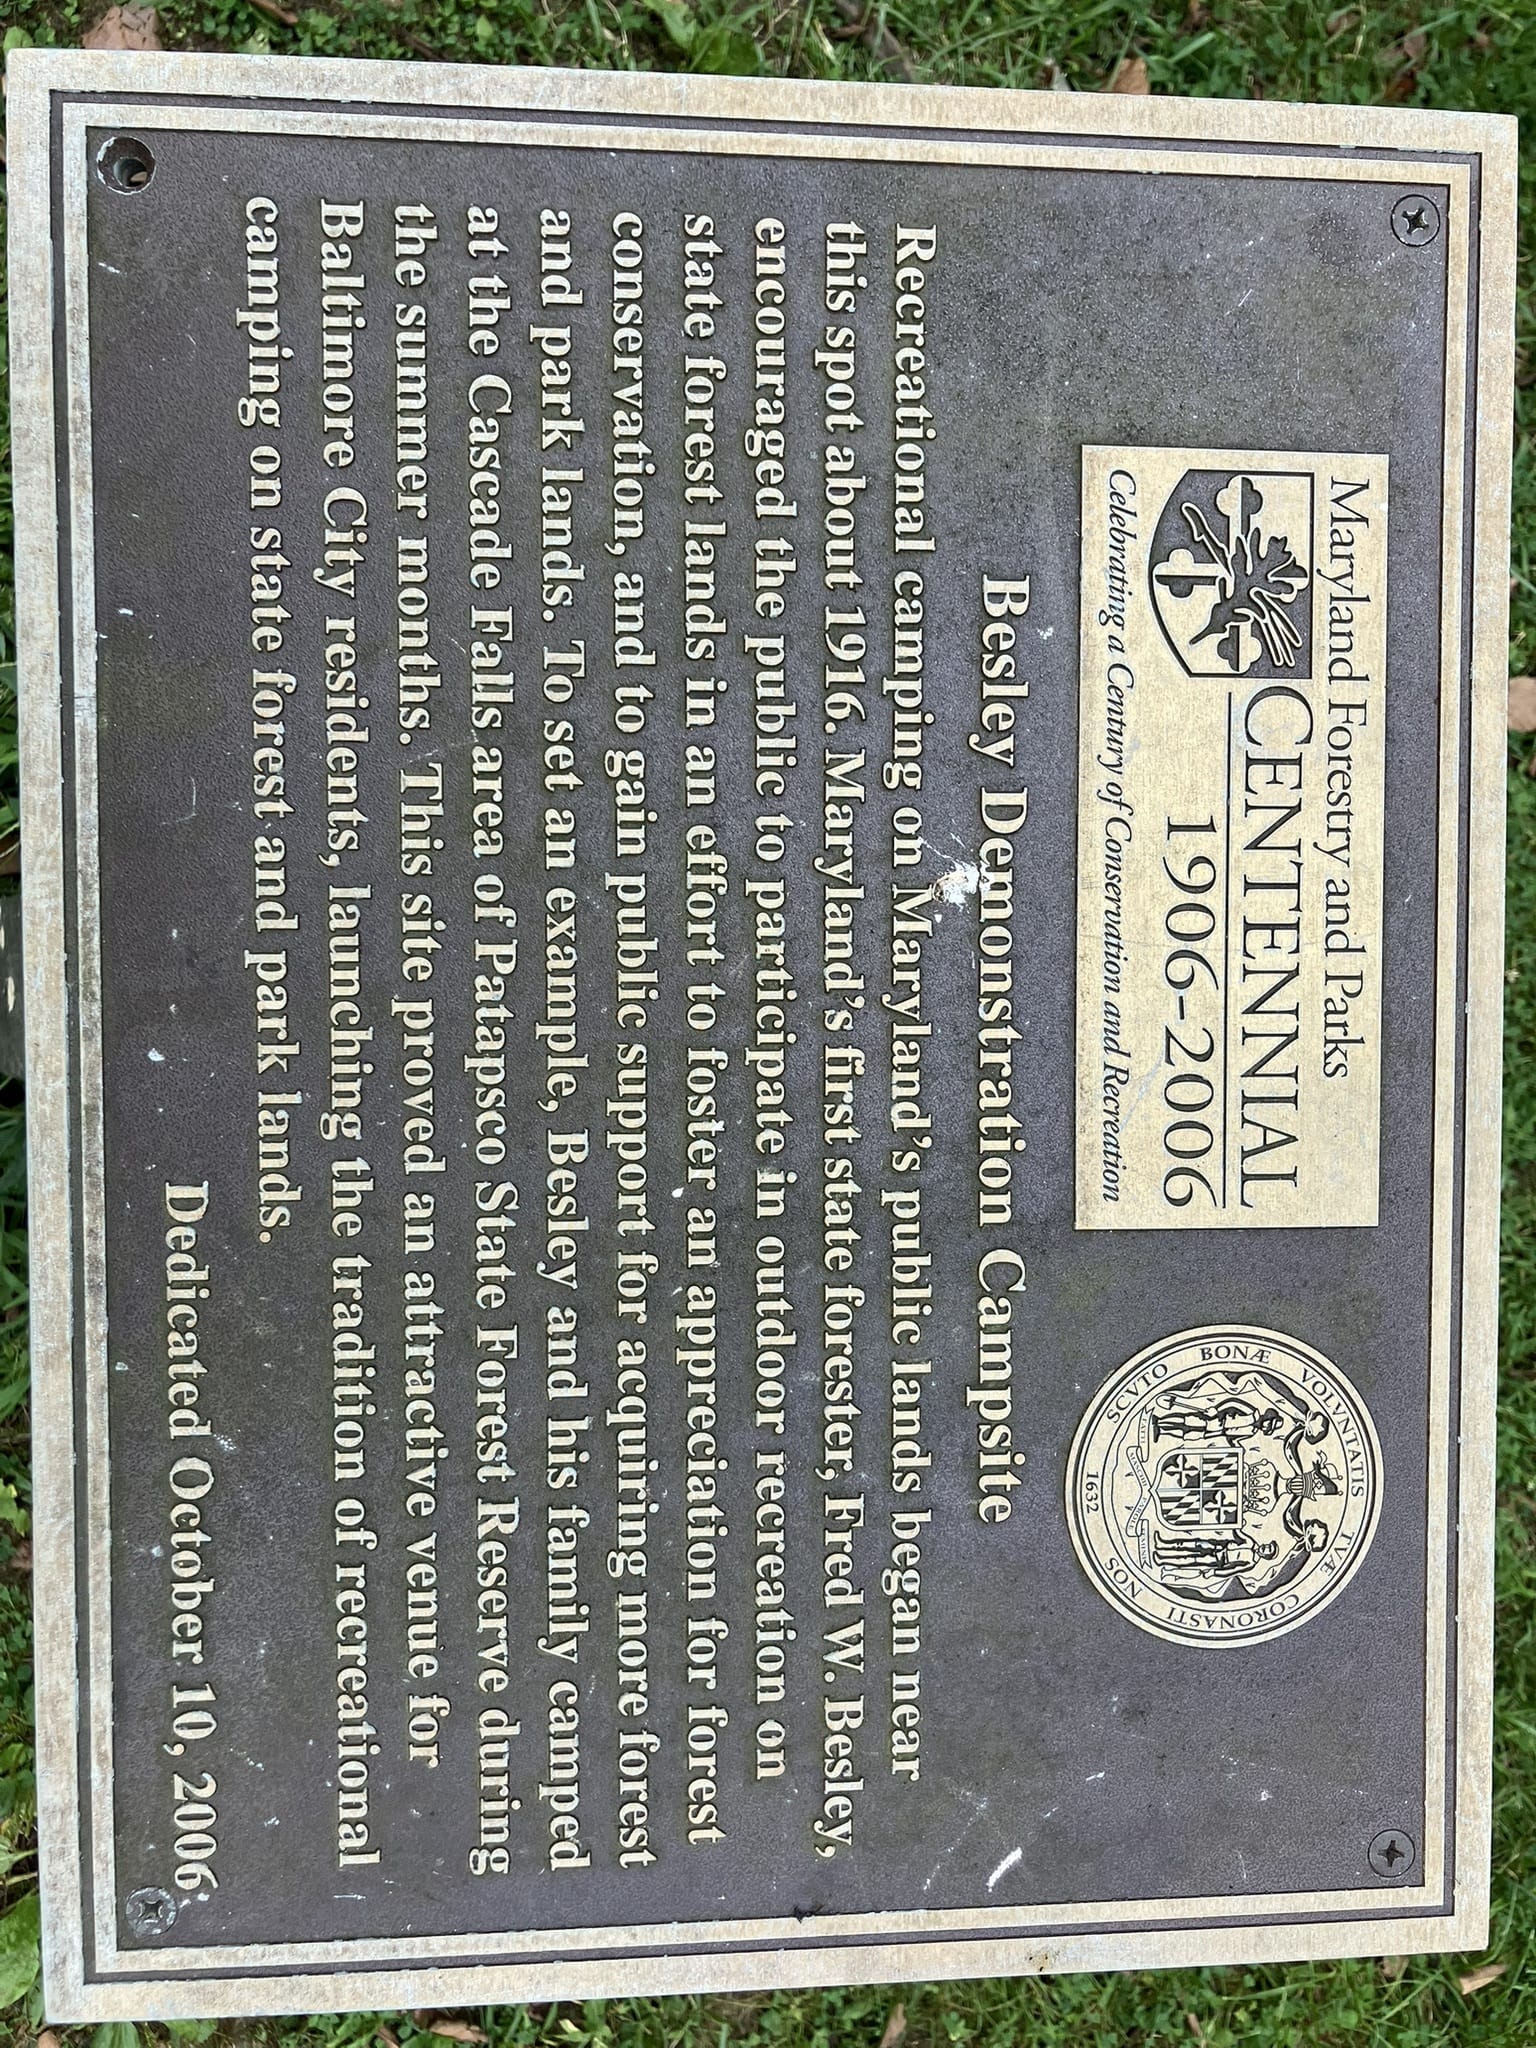 Maryland Forestry and Parks
CENTENNIAL
1906-2006
Celebrating a Century of Conservation and Recreation
SCVTO BONÆ VOLVNTATIS TVÆ CORONASTI NOS
1632
Besley Demonstration Campsite
Recreational camping on Maryland's public lands began near
this spot about 1916. Maryland's first state forester, Fred W. Besley,
encouraged the public to participate in outdoor recreation on
state forest lands in an effort to foster an appreciation for forest
conservation, and to gain public support for acquiring more forest
and park lands. To set an example, Besley and his family camped
at the Cascade Falls area of Patapsco State Forest Reserve during
the summer months. This site proved an attractive venue for
Baltimore City residents, launching the tradition of recreational
camping on state forest and park lands.
Dedicated October 10, 2006